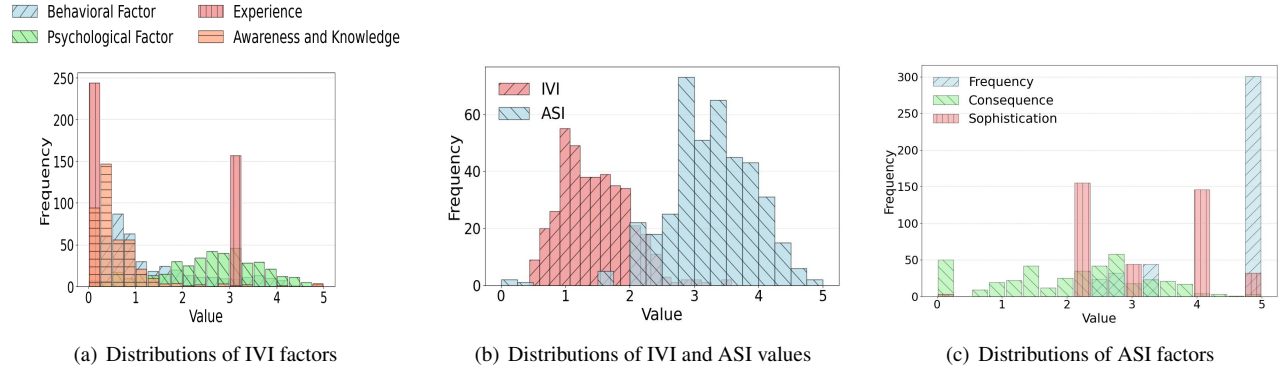 Behavioral Factor
Experience
Psychological Factor
Awareness and Knowledge
250
200
150
100
50
0
Frequency
0 1 2 3 4 5
Value
(a) Distributions of IVI factors
IVI
ASI
60
40
20
0
Frequency
0 1 2 3 4 5
Value
(b) Distributions of IVI and ASI values
Frequency
Consequence
Sophistication
300
250
200
150
100
50
0
Frequency
0 1 2 3 4 5
Value
(c) Distributions of ASI factors